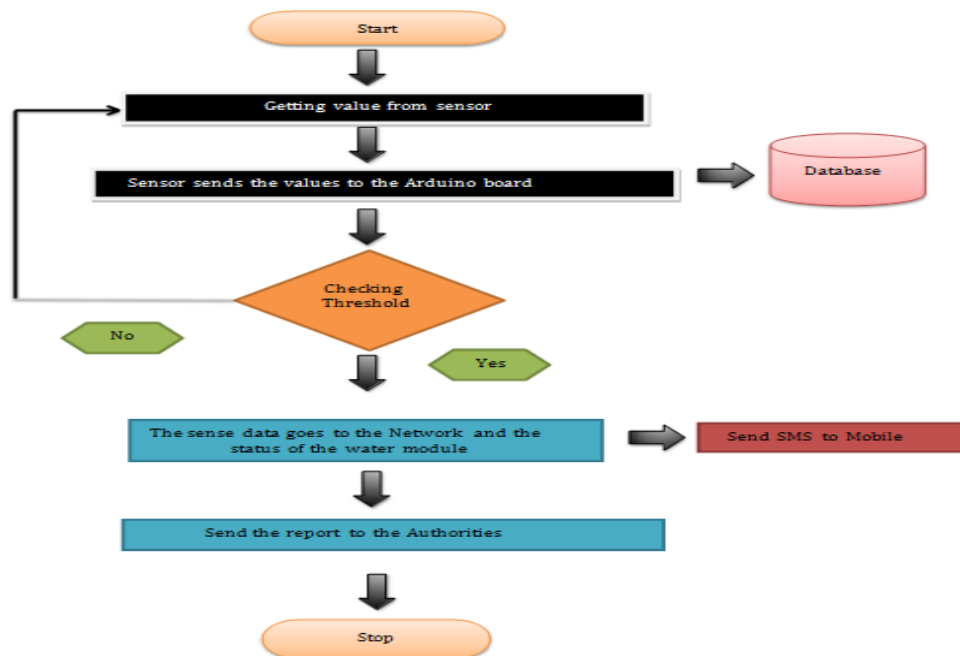 Start
Getting value from sensor
Sensor sends the values to the Arduino board
Database
Checking
Threshold
No
Yes
The sense data goes to the Network and the
status of the water module
Send SMS to Mobile
Send the report to the Authorities
Stop